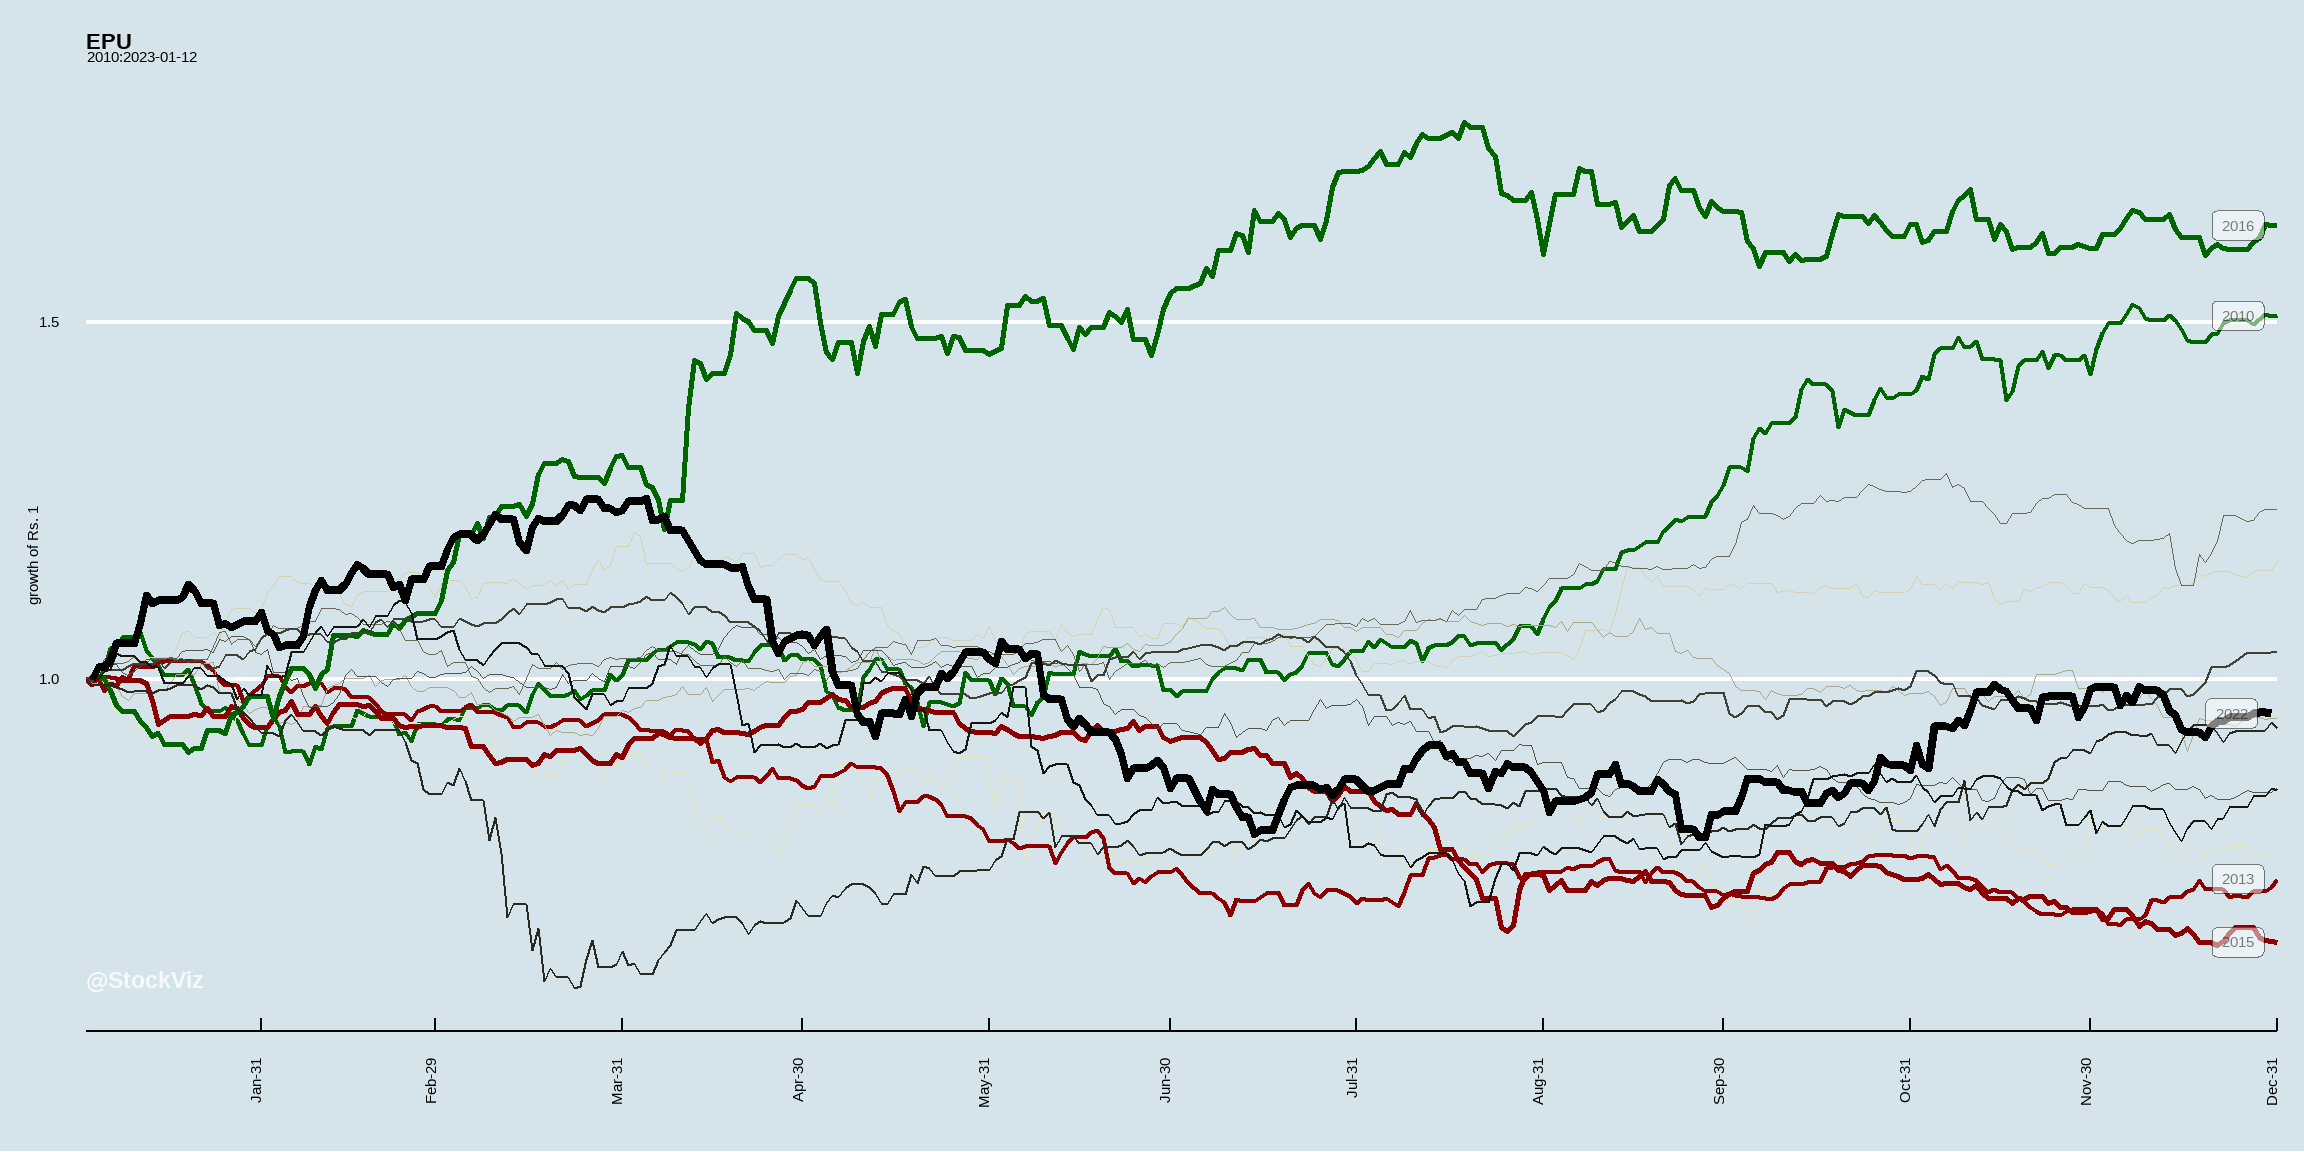 EPU
2010:2023-01-12
2016
1.5
2010
growth of Rs. 1
1.0
2022
2013
2015
@StockViz
Jan-31
Feb-29
Mar-31
Apr-30
May-31
Jun-30
Jul-31
Aug-31
Sep-30
Oct-31
Nov-30
Dec-31